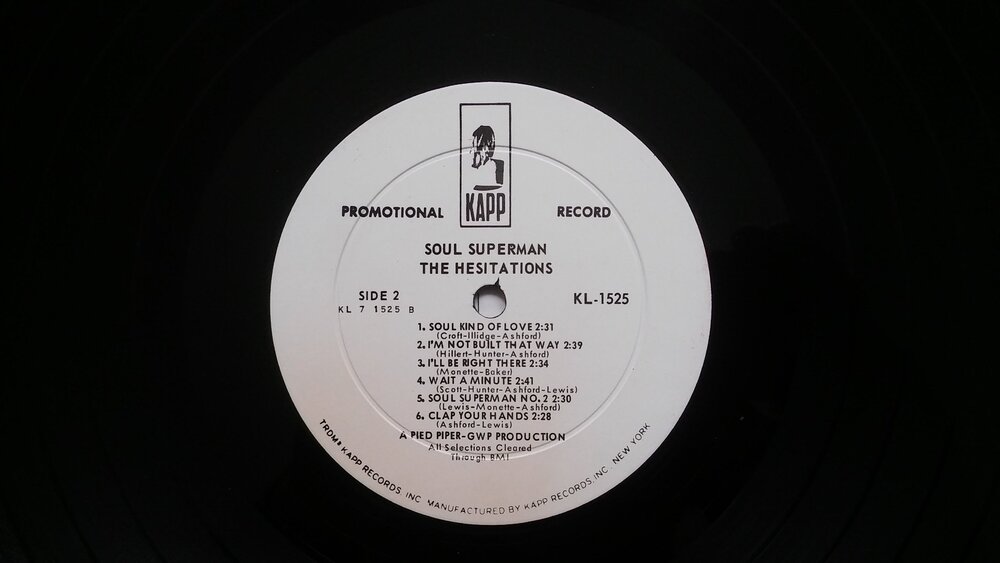 KAPP
PROMOTIONAL RECORD
SOUL SUPERMAN
THE HESITATIONS
SIDE 2 KL-1525
KL 7 1525 B
1. SOUL KIND OF LOVE 2:31
(Croft-Illidge-Ashford)
2. I'M NOT BUILT THAT WAY 2:39
(Hillert-Hunter-Ashford)
3. I'LL BE RIGHT THERE 2:34
(Monette-Baker)
4. WAIT A MINUTE 2:41
(Scott-Hunter-Ashford-Lewis)
5. SOUL SUPERMAN NO. 2 2:30
(Lewis-Monette-Ashford)
6. CLAP YOUR HANDS 2:28
(Ashford-Lewis)
A PIED PIPER-GWP PRODUCTION
All Selections Cleared
Through BMI
KAPP RECORDS, INC. MANUFACTURED BY KAPP RECORDS, INC. NEW YORK